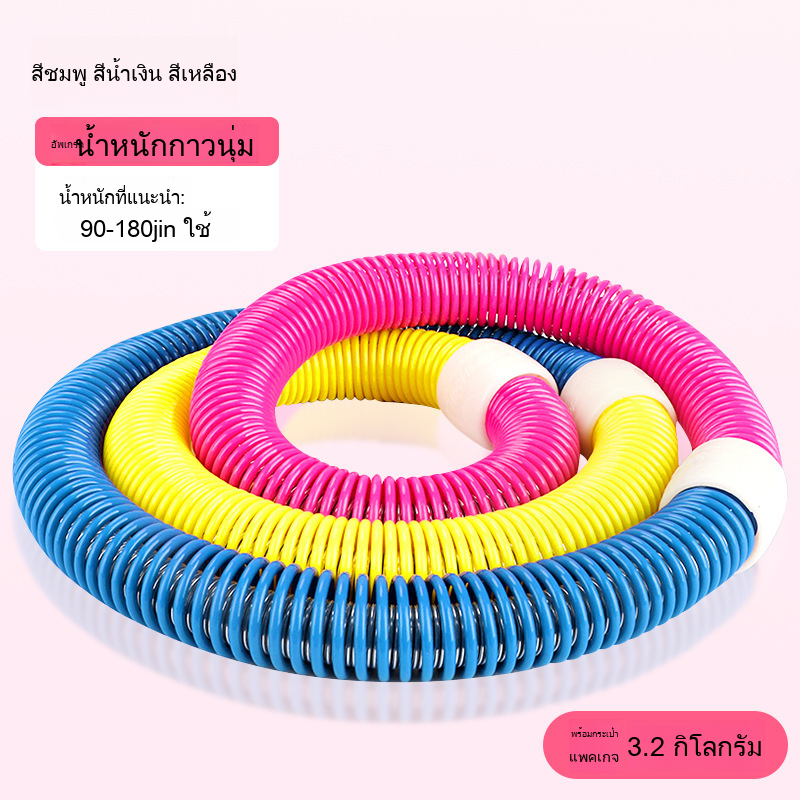 สีชมพู สีน้ำเงิน สีเหลือง
อัพเกรด น้ำหนักกาวนุ่ม
น้ำหนักที่แนะนำ:
90-180jin ใช้
พร้อมกระเป๋า
แพคเกจ 3.2 กิโลกรัม